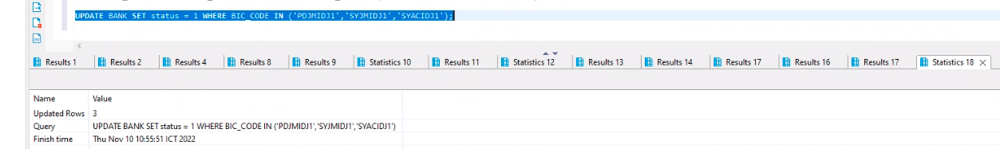 UPDATE BANK SET status = 1 WHERE BIC_CODE IN ('PDJMIDJ1','SYJMIDJ1','SYACIDJ1');
Results 1 Results 2 Results 4 Results 8 Results 9 Statistics 10 Results 11 Statistics 12 Results 13 Results 14 Results 17 Results 16 Results 17 Statistics 18
Name Value
Updated Rows 3
Query UPDATE BANK SET status = 1 WHERE BIC_CODE IN ('PDJMIDJ1','SYJMIDJ1','SYACIDJ1')
Finish time Thu Nov 10 10:55:51 ICT 2022